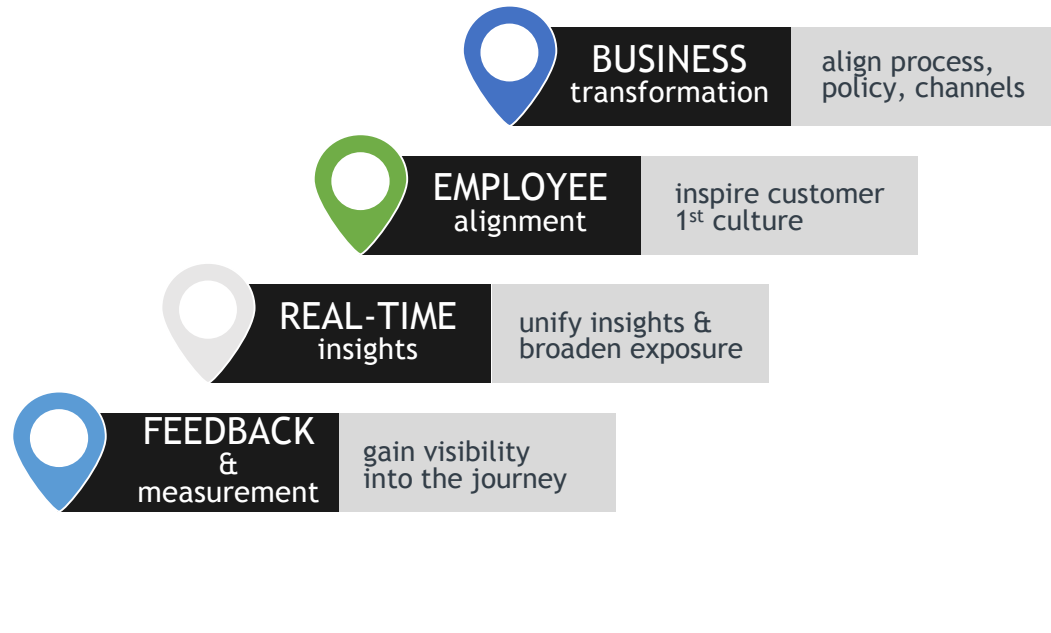 BUSINESS
transformation
align process,
policy, channels
EMPLOYEE
alignment
inspire customer
1st culture
REAL-TIME
insights
unify insights &
broaden exposure
FEEDBACK
&
measurement
gain visibility
into the journey